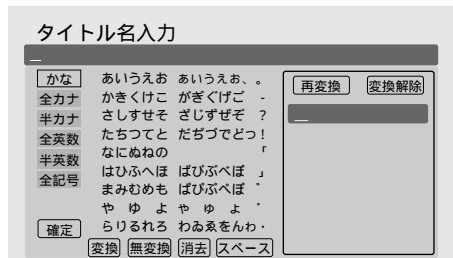 タイトル名入力
かな あいうえお あいうえお、。 再変換 変換解除
全カナ かきくけこ がぎぐげご -
半カナ さしすせそ ざじずぜぞ ?
全英数 たちつてと だぢづでどっ!
半英数 なにぬねの 「
全記号 はひふへほ ばびぶべぼ 」
まみむめも ぱぴぷぺぽ ゛
や ゆ よ ゃ ゅ ょ ゜
確定 らりるれろ わゐゑをんゎ・
変換 無変換 消去 スペース